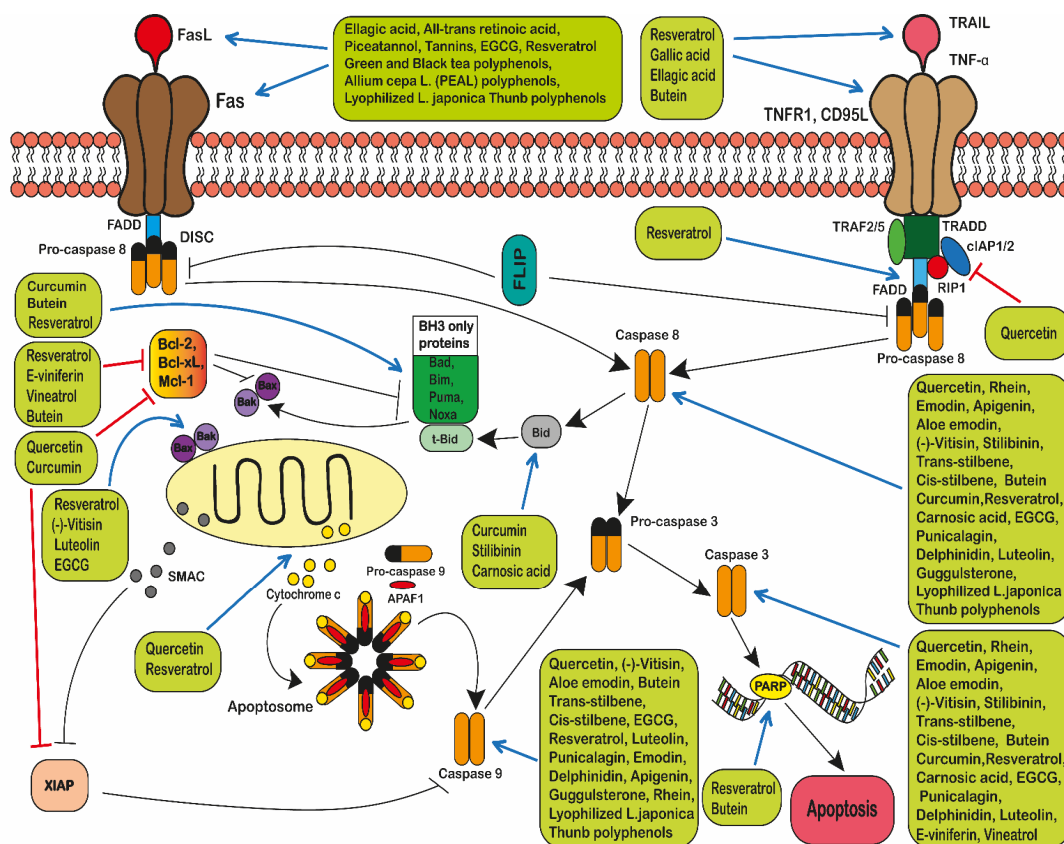 FasL
Fas
Ellagic acid, All-trans retinoic acid,
Piceatannol, Tannins, EGCG, Resveratrol
Green and Black tea polyphenols,
Allium cepa L. (PEAL) polyphenols,
Lyophilized L. japonica Thunb polyphenols
Resveratrol
Gallic acid
Ellagic acid
Butein
TRAIL
TNF-α
TNFR1, CD95L
FADD
DISC
Pro-caspase 8
FLIP
Resveratrol
TRAF2/5
TRADD
cIAP1/2
FADD
RIP1
Pro-caspase 8
Quercetin
Curcumin
Butein
Resveratrol
Resveratrol
E-viniferin
Vineatrol
Butein
Quercetin
Curcumin
Resveratrol
(-)-Vitisin
Luteolin
EGCG
Bcl-2,
Bcl-xL,
Mcl-1
Bax
Bak
Bax
Bak
BH3 only
proteins
Bad,
Bim,
Puma,
Noxa
t-Bid
Bid
Caspase 8
Quercetin, Rhein,
Emodin, Apigenin,
Aloe emodin,
(-)-Vitisin, Stilibinin,
Trans-stilbene,
Cis-stilbene, Butein
Curcumin,Resveratrol,
Carnosic acid, EGCG,
Punicalagin,
Delphinidin, Luteolin,
Guggulsterone,
Lyophilized L.japonica
Thunb polyphenols
Curcumin
Stilibinin
Carnosic acid
Pro-caspase 3
Caspase 3
SMAC
Cytochrome c
Pro-caspase 9
APAF1
Quercetin
Resveratrol
Apoptosome
Caspase 9
XIAP
Quercetin, (-)-Vitisin,
Aloe emodin, Butein
Trans-stilbene,
Cis-stilbene, EGCG
Resveratrol, Luteolin,
Punicalagin, Emodin,
Delphinidin, Apigenin,
Guggulsterone, Rhein,
Lyophilized L.japonica
Thunb polyphenols
PARP
Resveratrol
Butein
Apoptosis
Quercetin, Rhein,
Emodin, Apigenin,
Aloe emodin,
(-)-Vitisin, Stilibinin,
Trans-stilbene,
Cis-stilbene, Butein
Curcumin,Resveratrol,
Carnosic acid, EGCG,
Punicalagin,
Delphinidin, Luteolin,
E-viniferin, Vineatrol